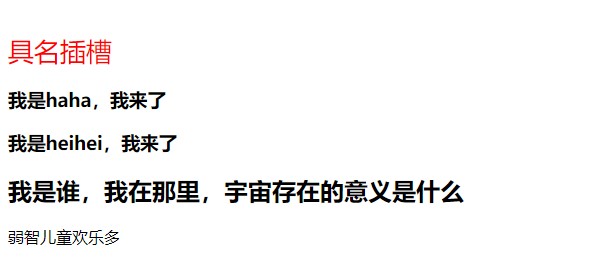 具名插槽
我是haha，我来了
我是heihei，我来了
我是谁，我在那里，宇宙存在的意义是什么
弱智儿童欢乐多